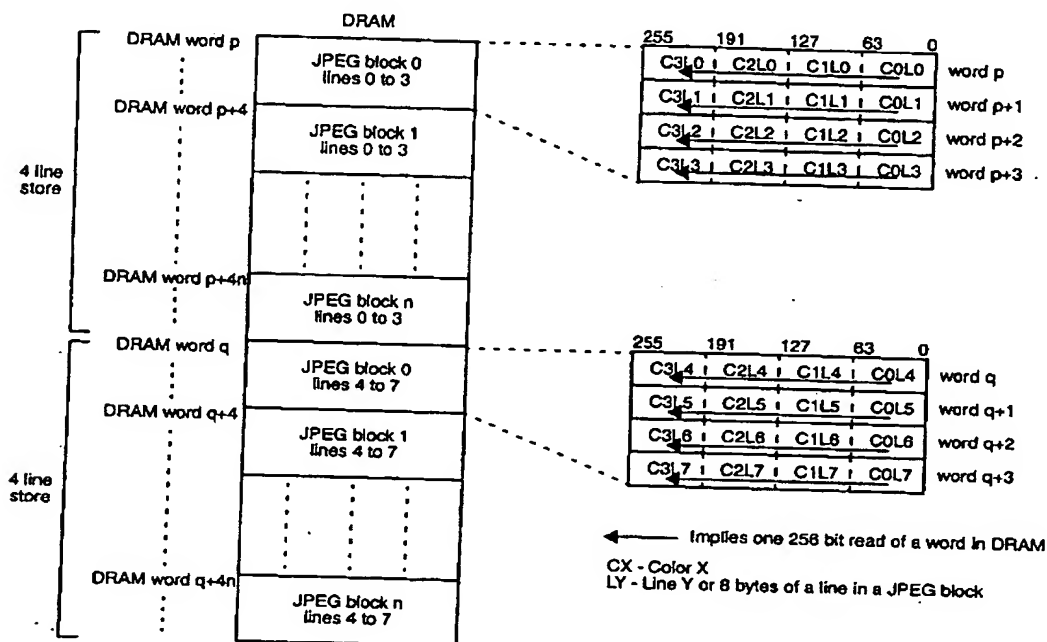 DRAM
DRAM word p
JPEG block 0
lines 0 to 3
DRAM word p+4
JPEG block 1
lines 0 to 3
4 line
store
DRAM word p+4n
JPEG block n
lines 0 to 3
DRAM word q
JPEG block 0
lines 4 to 7
DRAM word q+4
JPEG block 1
lines 4 to 7
4 line
store
DRAM word q+4n
JPEG block n
lines 4 to 7
255 191 127 63 0
C3L0 C2L0 C1L0 C0L0 word p
C3L1 C2L1 C1L1 C0L1 word p+1
C3L2 C2L2 C1L2 C0L2 word p+2
C3L3 C2L3 C1L3 C0L3 word p+3
255 191 127 63 0
C3L4 C2L4 C1L4 C0L4 word q
C3L5 C2L5 C1L5 C0L5 word q+1
C3L6 C2L6 C1L6 C0L6 word q+2
C3L7 C2L7 C1L7 C0L7 word q+3
Implies one 256 bit read of a word in DRAM
CX - Color X
LY - Line Y or 8 bytes of a line in a JPEG block